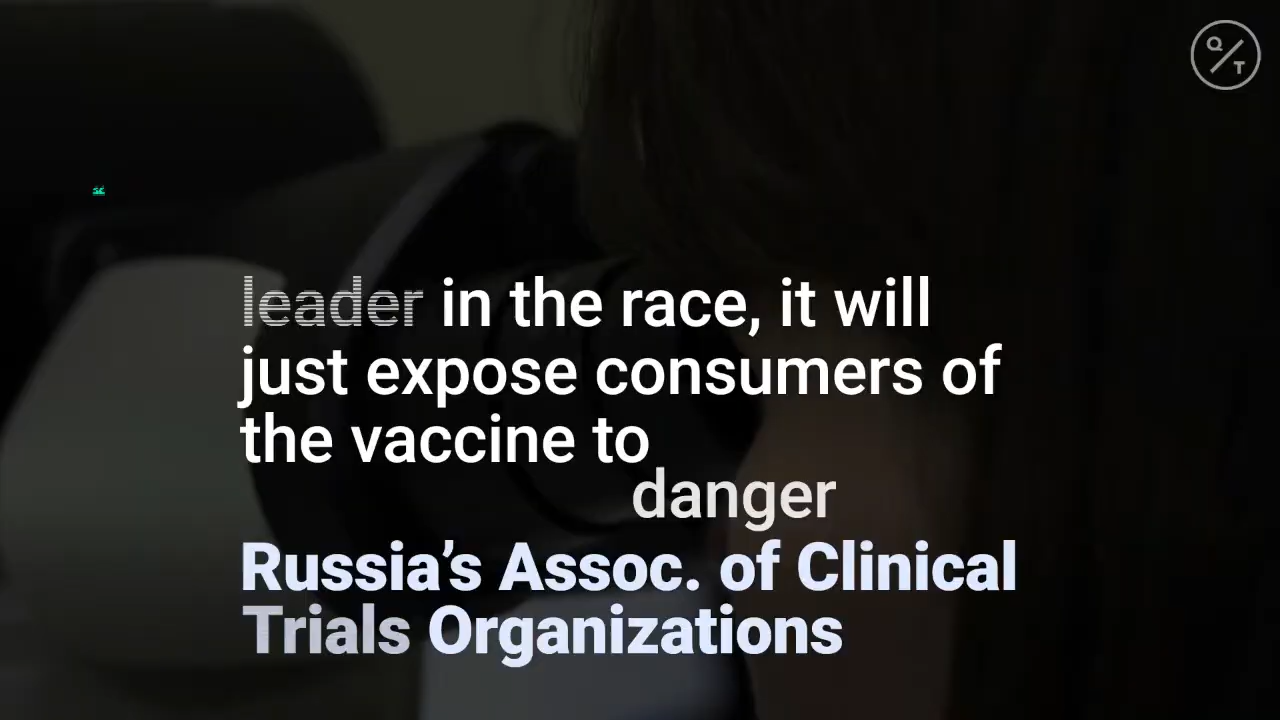 Q
T
leader in the race, it will
just expose consumers of
the vaccine to
danger
Russia’s Assoc. of Clinical
Trials Organizations